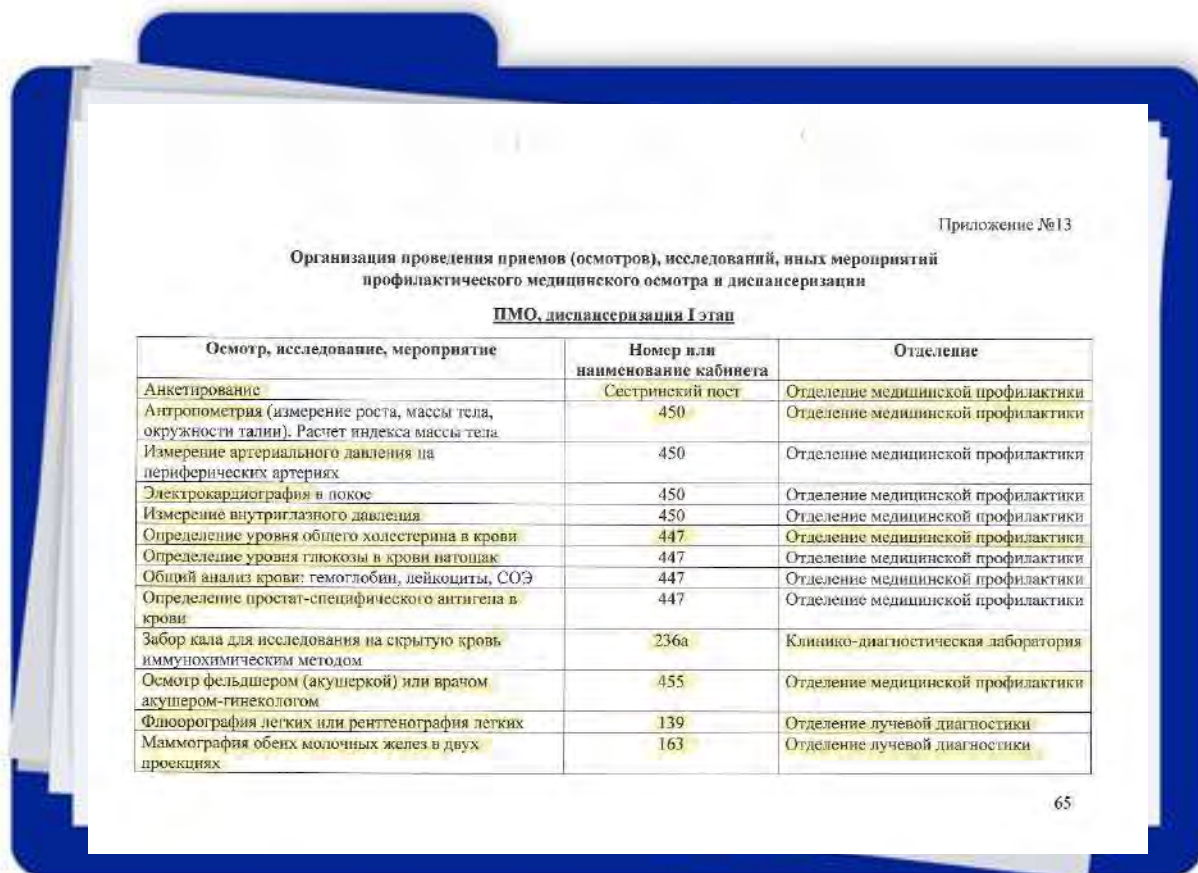 Приложение №13
Организация проведения приемов (осмотров), исследований, иных мероприятий
профилактического медицинского осмотра и диспансеризации
ПМО, диспансеризация I этап
Осмотр, исследование, мероприятие
Номер или
наименование кабинета
Отделение
Анкетирование
Сестринский пост
Отделение медицинской профилактики
Антропометрия (измерение роста, массы тела,
окружности талии). Расчет индекса массы тела
450
Отделение медицинской профилактики
Измерение артериального давления на
периферических артериях
450
Отделение медицинской профилактики
Электрокардиография в покое
450
Отделение медицинской профилактики
Измерение внутриглазного давления
450
Отделение медицинской профилактики
Определение уровня общего холестерина в крови
447
Отделение медицинской профилактики
Определение уровня глюкозы в крови натощак
447
Отделение медицинской профилактики
Общий анализ крови: гемоглобин, лейкоциты, СОЭ
447
Отделение медицинской профилактики
Определение простат-специфического антигена в
крови
447
Отделение медицинской профилактики
Забор кала для исследования на скрытую кровь
иммунохимическим методом
236а
Клинико-диагностическая лаборатория
Осмотр фельдшером (акушеркой) или врачом
акушером-гинекологом
455
Отделение медицинской профилактики
Флюорография легких или рентгенография легких
139
Отделение лучевой диагностики
Маммография обеих молочных желез в двух
проекциях
163
Отделение лучевой диагностики
65